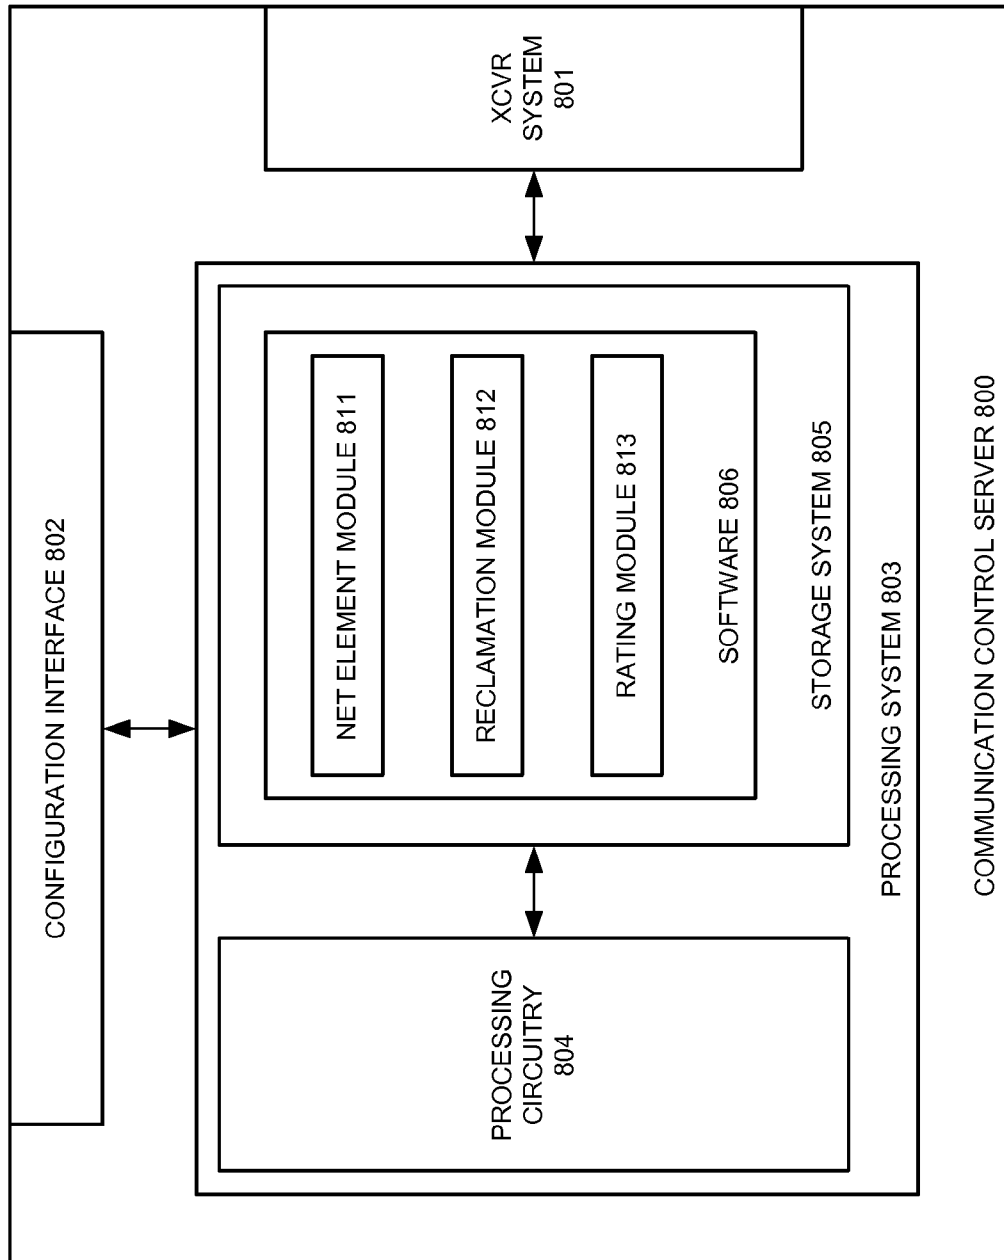 CONFIGURATION INTERFACE 802
XCVR
SYSTEM
801
PROCESSING
CIRCUITRY
804
NET ELEMENT MODULE 811
RECLAMATION MODULE 812
RATING MODULE 813
SOFTWARE 806
STORAGE SYSTEM 805
PROCESSING SYSTEM 803
COMMUNICATION CONTROL SERVER 800